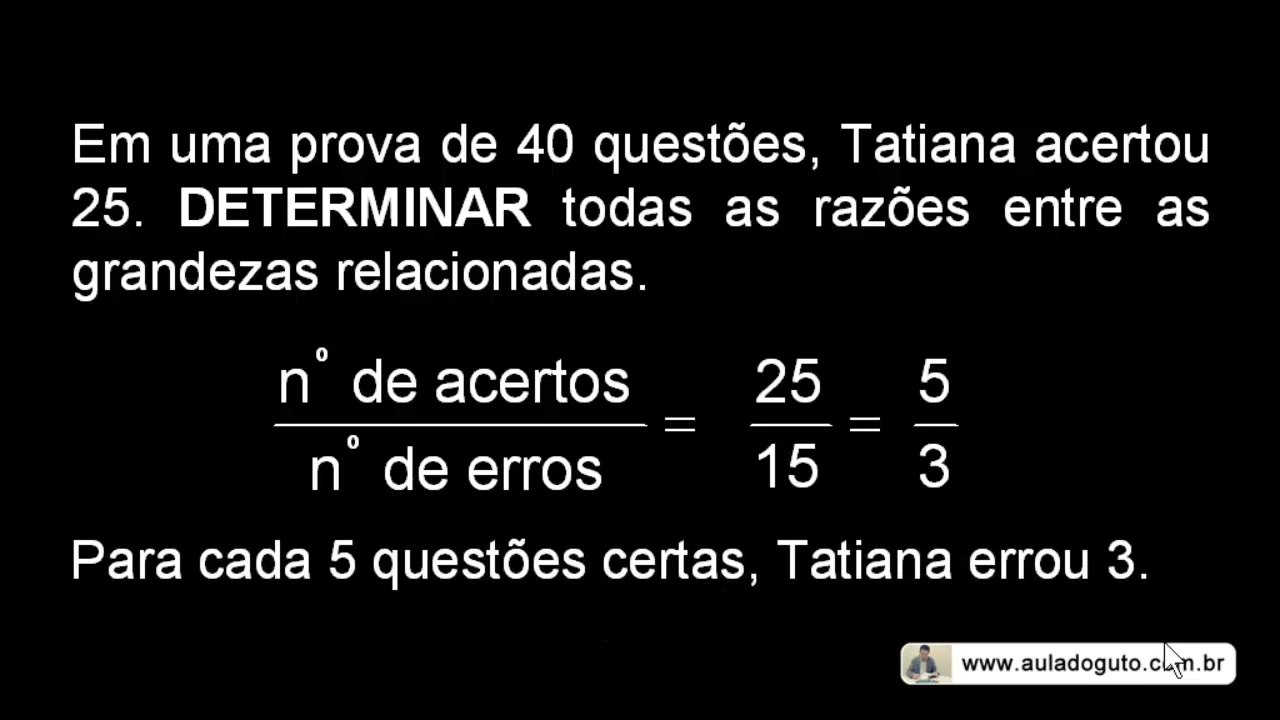 Em uma prova de 40 questões, Tatiana acertou
25. DETERMINAR todas as razões entre as
grandezas relacionadas.
nº de acertos
nº de erros
= 25/15 = 5/3
Para cada 5 questões certas, Tatiana errou 3.
www.auladoguto.com.br